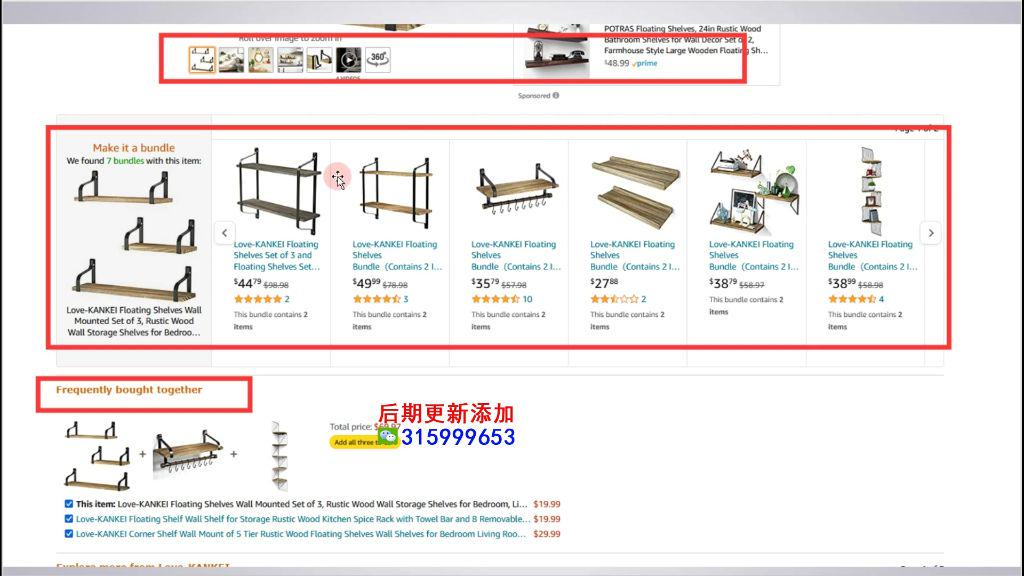 Roll over image to zoom in
360°
POTRAS Floating Shelves, 24in Rustic Wood
Bathroom Shelves for Wall Decor Set of 2,
Farmhouse Style Large Wooden Floating Sh...
$48.99 prime
Sponsored
Make it a bundle
We found 7 bundles with this item:
Love-KANKEI Floating Shelves Wall
Mounted Set of 3, Rustic Wood
Wall Storage Shelves for Bedroo...
Love-KANKEI Floating
Shelves Set of 3 and
Floating Shelves Set...
$44.79 $98.98
2
This bundle contains 2
items
Love-KANKEI Floating
Shelves
Bundle（Contains 2 I...
$49.99 $78.98
3
This bundle contains 2
items
Love-KANKEI Floating
Shelves
Bundle（Contains 2 I...
$35.79 $57.98
10
This bundle contains 2
items
Love-KANKEI Floating
Shelves
Bundle（Contains 2 I...
$27.88
2
This bundle contains 2
items
Love-KANKEI Floating
Shelves
Bundle（Contains 2 I...
$38.79 $58.97
This bundle contains 2
items
Love-KANKEI Floating
Shelves
Bundle（Contains 2 I...
$38.99 $58.98
4
This bundle contains 2
items
Frequently bought together
后期更新添加
315999653
Total price: $69.97
Add all three to
This item: Love-KANKEI Floating Shelves Wall Mounted Set of 3, Rustic Wood Wall Storage Shelves for Bedroom, Li... $19.99
Love-KANKEI Floating Shelf Wall Shelf for Storage Rustic Wood Kitchen Spice Rack with Towel Bar and 8 Removable... $19.99
Love-KANKEI Corner Shelf Wall Mount of 5 Tier Rustic Wood Floating Shelves Wall Shelves for Bedroom Living Roo... $29.99
Explore more from Love-KANKEI